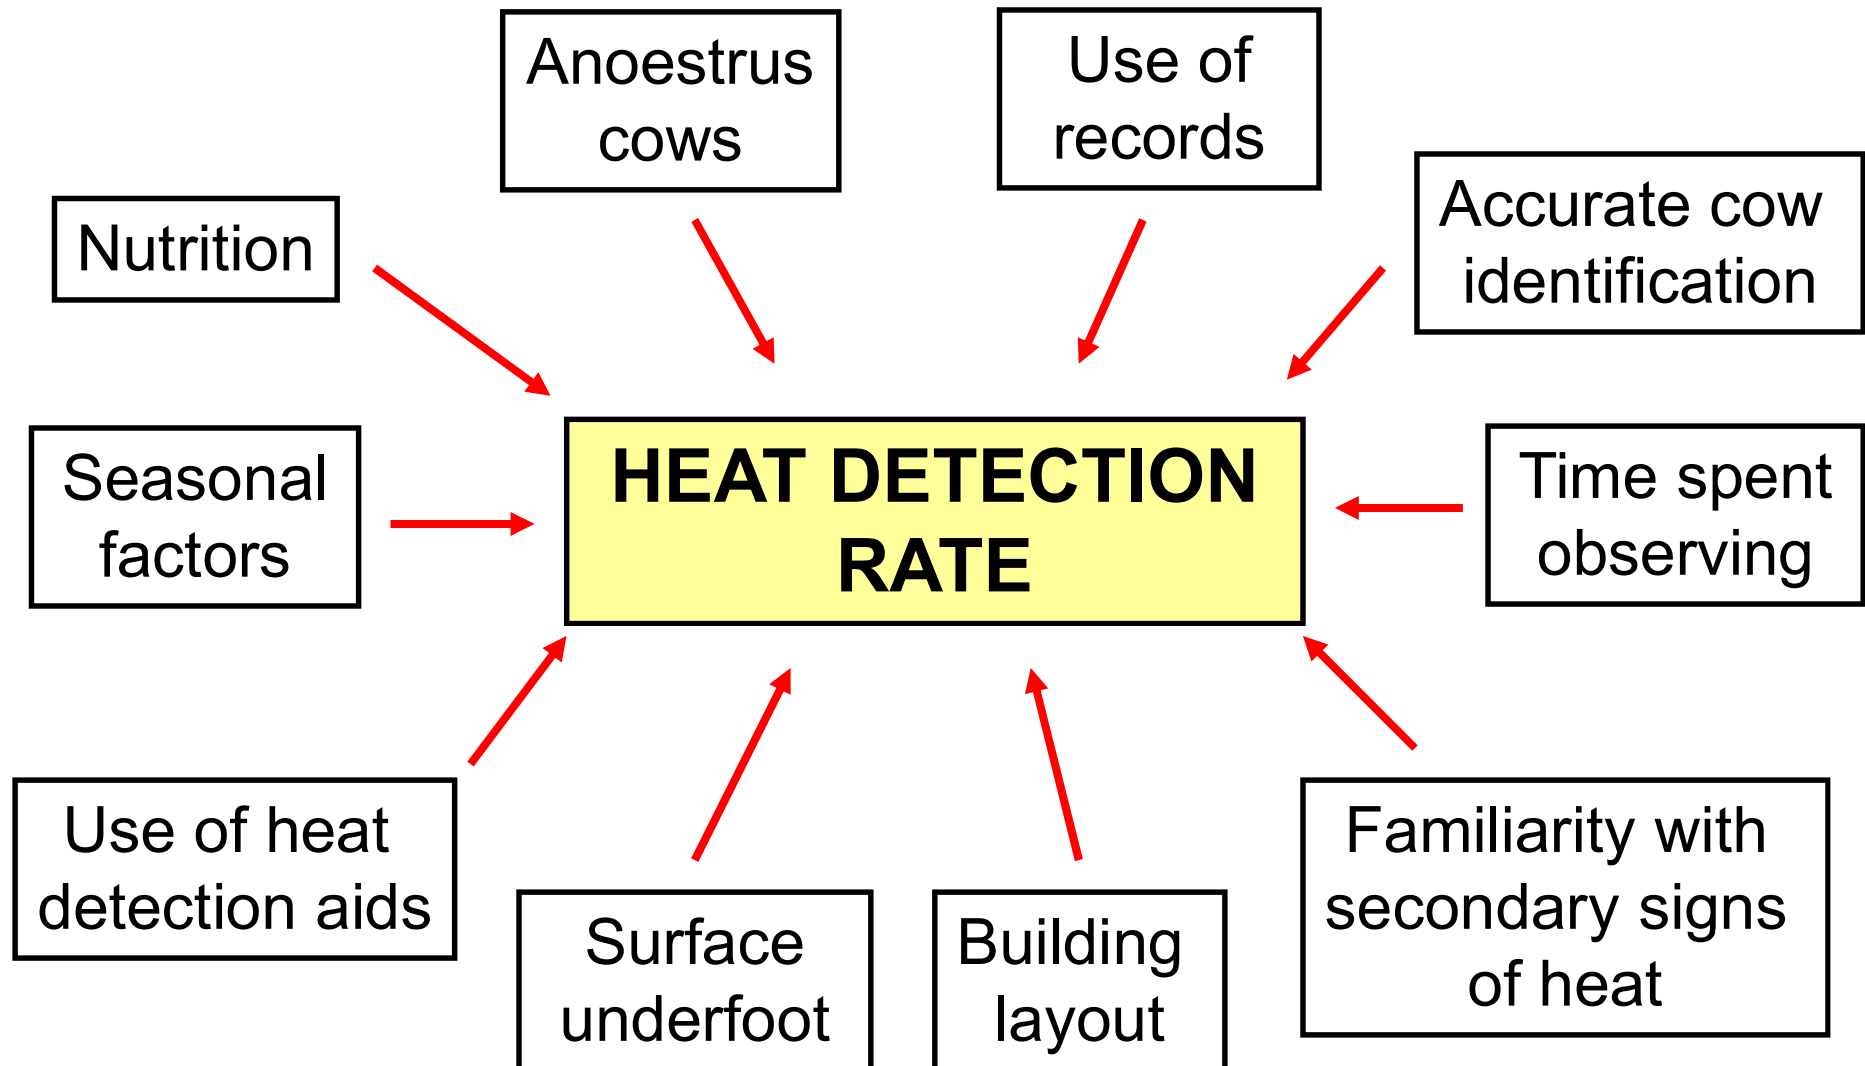 Anoestrus
cows
Use of
records
Nutrition
Accurate cow
identification
HEAT DETECTION
RATE
Seasonal
factors
Time spent
observing
Use of heat
detection aids
Surface
underfoot
Building
layout
Familiarity with
secondary signs
of heat